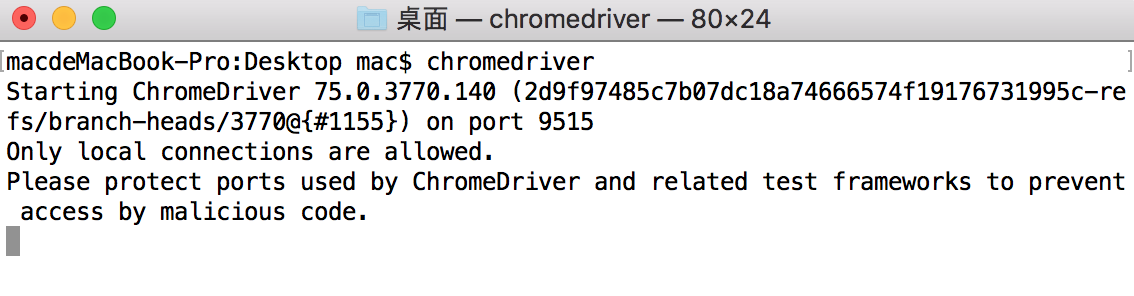 桌面 — chromedriver — 80×24
macdeMacBook-Pro:Desktop mac$ chromedriver
Starting ChromeDriver 75.0.3770.140 (2d9f97485c7b07dc18a74666574f19176731995c-re
fs/branch-heads/3770@{#1155}) on port 9515
Only local connections are allowed.
Please protect ports used by ChromeDriver and related test frameworks to prevent
 access by malicious code.